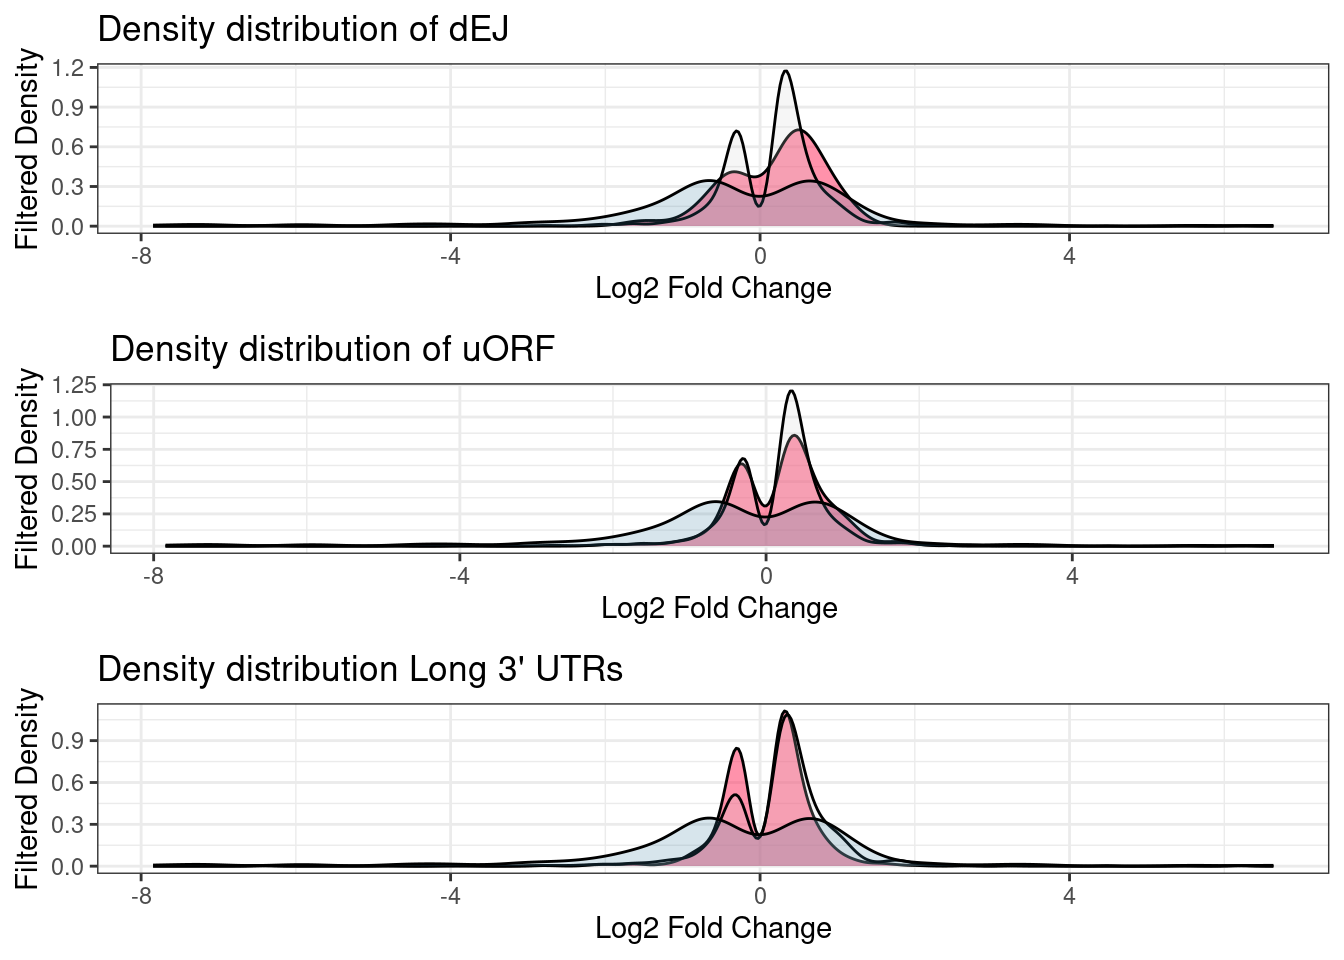 Density distribution of dEJ
Filtered Density
1.2
0.9
0.6
0.3
0.0
-8 -4 0 4
Log2 Fold Change
Density distribution of uORF
Filtered Density
1.25
1.00
0.75
0.50
0.25
0.00
-8 -4 0 4
Log2 Fold Change
Density distribution Long 3' UTRs
Filtered Density
0.9
0.6
0.3
0.0
-8 -4 0 4
Log2 Fold Change